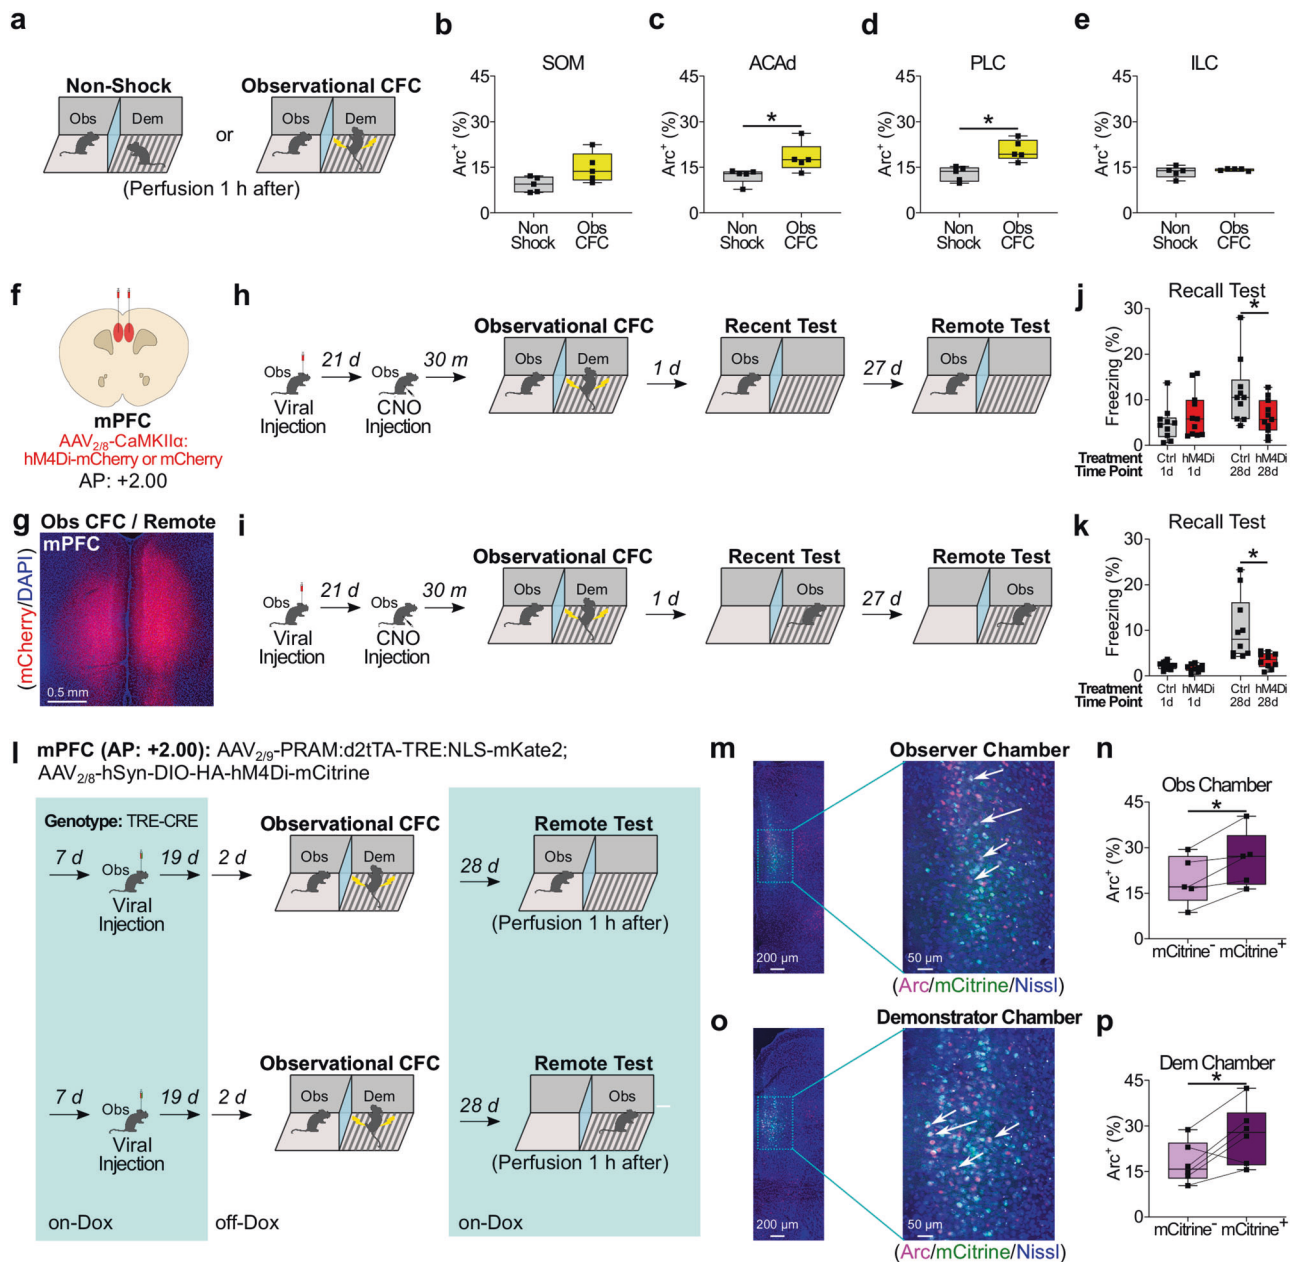 a
Non-Shock
Obs
Dem
or
Observational CFC
Obs
Dem
(Perfusion 1 h after)
b
SOM
Arc+ (%)
45
30
15
0
Non Shock
Obs CFC
c
ACAd
Arc+ (%)
45
30
15
0
*
Non Shock
Obs CFC
d
PLC
Arc+ (%)
45
30
15
0
*
Non Shock
Obs CFC
e
ILC
Arc+ (%)
45
30
15
0
Non Shock
Obs CFC
f
mPFC
AAV2/8-CaMKIIα:
hM4Di-mCherry or mCherry
AP: +2.00
g
Obs CFC / Remote
mPFC
(mCherry/DAPI)
0.5 mm
h
Obs
Viral
Injection
21 d
Obs
CNO
Injection
30 m
Observational CFC
Obs
Dem
1 d
Recent Test
Obs
27 d
Remote Test
Obs
i
Obs
Viral
Injection
21 d
Obs
CNO
Injection
30 m
Observational CFC
Obs
Dem
1 d
Recent Test
Obs
27 d
Remote Test
Obs
j
Recall Test
Freezing (%)
30
20
10
0
*
Treatment Ctrl hM4Di Ctrl hM4Di
Time Point 1d 1d 28d 28d
k
Recall Test
Freezing (%)
30
20
10
0
*
Treatment Ctrl hM4Di Ctrl hM4Di
Time Point 1d 1d 28d 28d
l
mPFC (AP: +2.00): AAV2/9-PRAM:d2tTA-TRE:NLS-mKate2;
AAV2/8-hSyn-DIO-HA-hM4Di-mCitrine
Genotype: TRE-CRE
7 d
Obs
Viral
Injection
19 d
2 d
Observational CFC
Obs
Dem
28 d
Remote Test
Obs
(Perfusion 1 h after)
7 d
Obs
Viral
Injection
19 d
2 d
Observational CFC
Obs
Dem
28 d
Remote Test
Obs
(Perfusion 1 h after)
on-Dox
off-Dox
on-Dox
m
Observer Chamber
200 µm
50 µm
(Arc/mCitrine/Nissl)
n
Obs Chamber
Arc+ (%)
45
30
15
0
*
mCitrine- mCitrine+
o
Demonstrator Chamber
200 µm
50 µm
(Arc/mCitrine/Nissl)
p
Dem Chamber
Arc+ (%)
45
30
15
0
*
mCitrine- mCitrine+